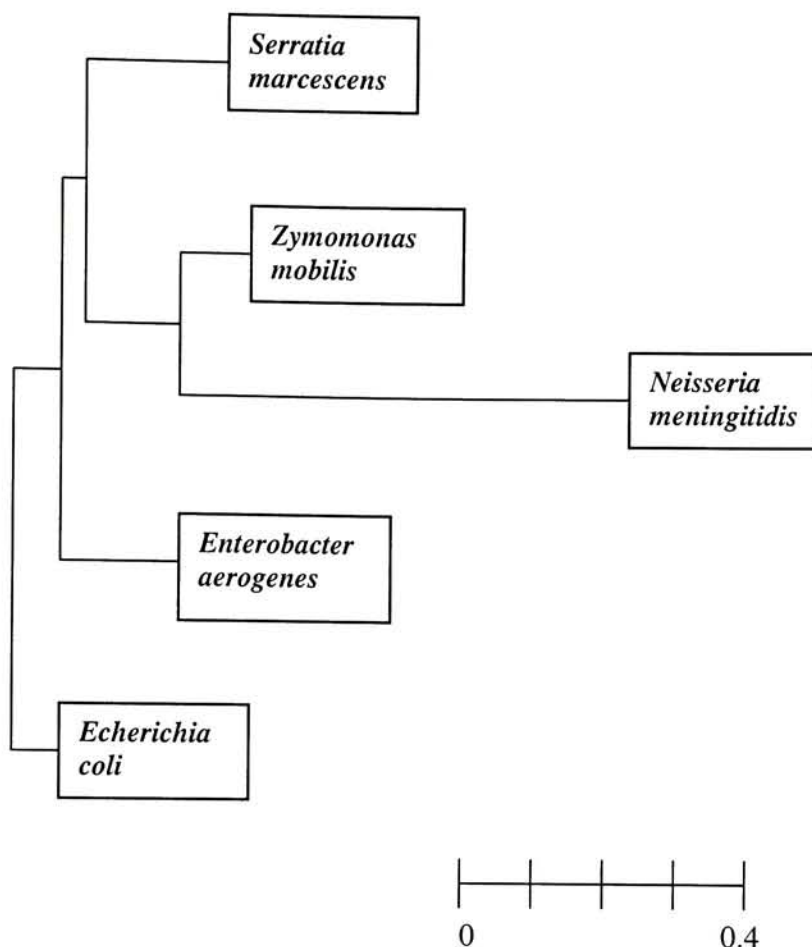 Serratia
marcescens
Zymomonas
mobilis
Neisseria
meningitidis
Enterobacter
aerogenes
Echerichia
coli
0 0.4